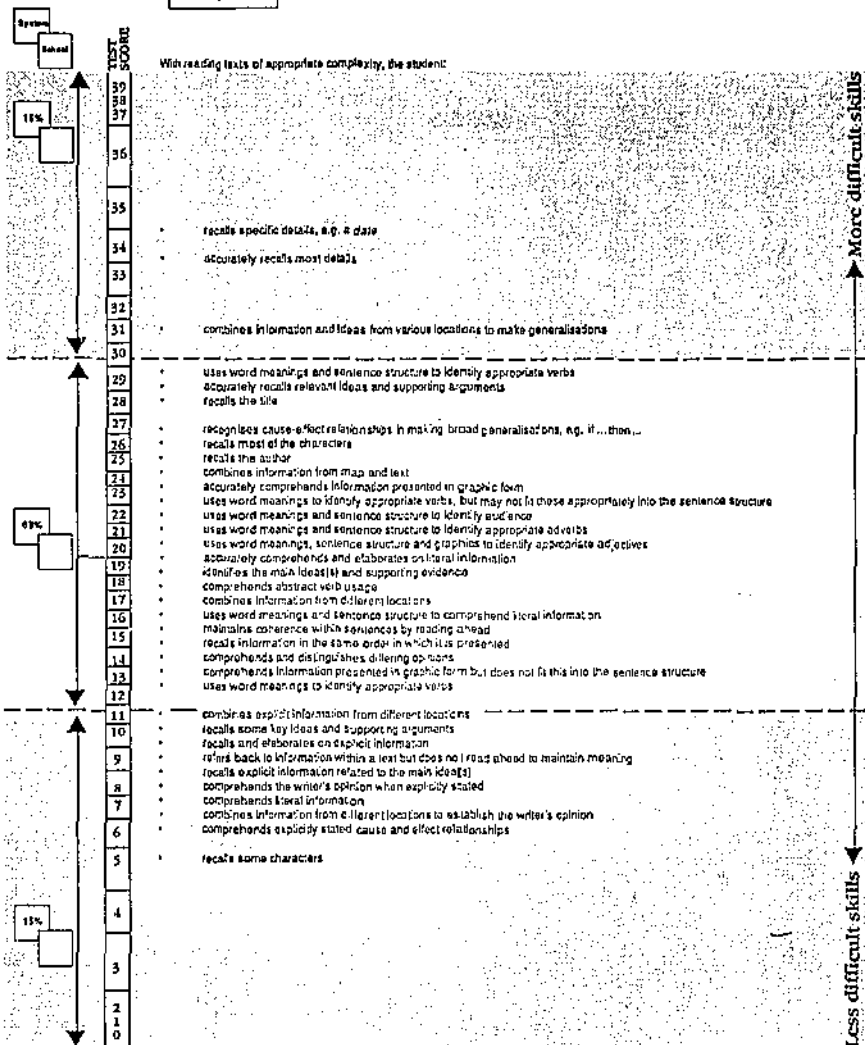 System
School
TEST SCORE
With reading texts of appropriate complexity, the student:
More difficult skills
39
38
37
36
35
• recalls specific details, e.g. a date
34
• accurately recalls most details
33
32
31
• combines information and ideas from various locations to make generalisations
30
• uses word meanings and sentence structure to identify appropriate verbs
29
• accurately recalls relevant ideas and supporting arguments
28
• recalls the title
27
• recognises cause-effect relationships in making broad generalisations, e.g. if...then...
26
• recalls most of the characters
25
• recalls the author
• combines information from map and text
24
• accurately comprehends information presented in graphic form
23
• uses word meanings to identify appropriate verbs, but may not fit these appropriately into the sentence structure
22
• uses word meanings and sentence structure to identify audience
21
• uses word meanings and sentence structure to identify appropriate adverbs
20
• uses word meanings, sentence structure and graphics to identify appropriate adjectives
• accurately comprehends and elaborates on literal information
19
• identifies the main ideas(s) and supporting evidence
18
• comprehends abstract verb usage
17
• combines information from different locations
16
• uses word meanings and sentence structure to comprehend literal information
• maintains coherence within sentences by reading ahead
15
• recalls information in the same order in which it is presented
14
• comprehends and distinguishes differing opinions
13
• comprehends information presented in graphic form but does not fit this into the sentence structure
• uses word meanings to identify appropriate verbs
12
11
• combines explicit information from different locations
10
• recalls some key ideas and supporting arguments
• recalls and elaborates on explicit information
9
• refers back to information within a text but does not read ahead to maintain meaning
• recalls explicit information related to the main idea(s)
8
• comprehends the writer's opinion when explicitly stated
7
• comprehends literal information
• combines information from different locations to establish the writer's opinion
6
• comprehends explicitly stated cause and effect relationships
5
• recalls some characters
4
15%
3
2
1
0
Less difficult skills